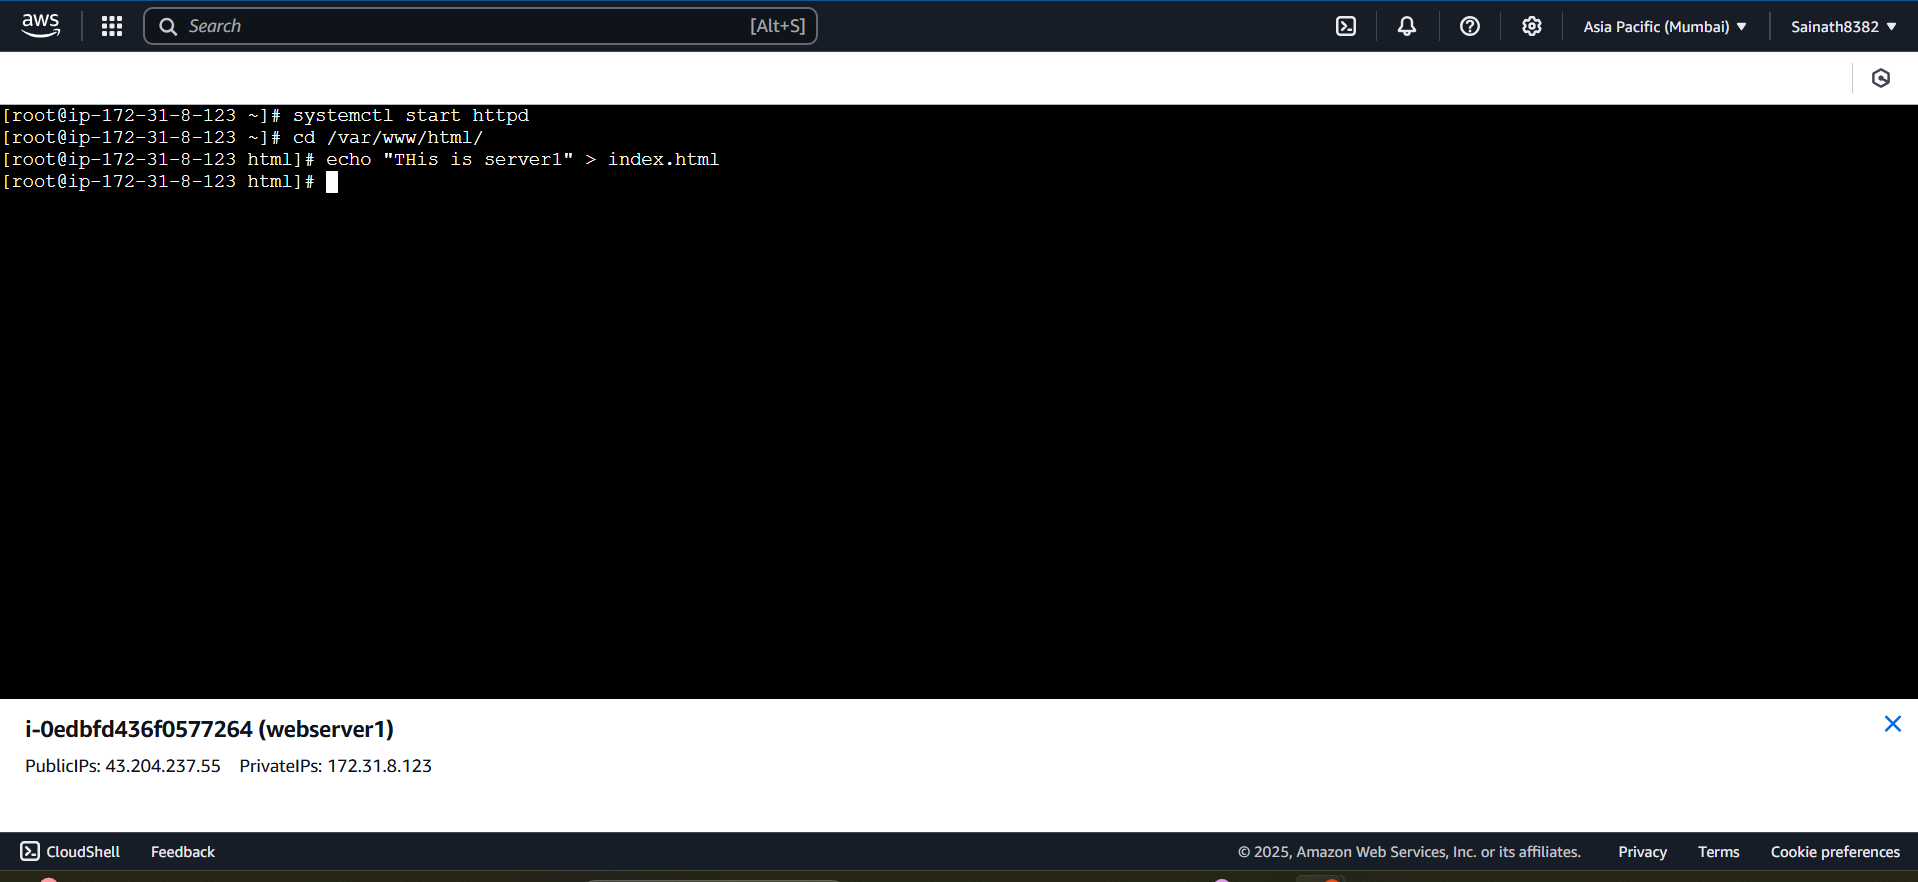 aws
Search [Alt+S]
Asia Pacific (Mumbai)
Sainath8382
[root@ip-172-31-8-123 ~]# systemctl start httpd
[root@ip-172-31-8-123 ~]# cd /var/www/html/
[root@ip-172-31-8-123 html]# echo "THis is server1" > index.html
[root@ip-172-31-8-123 html]#
i-0edbfd436f0577264 (webserver1)
PublicIPs: 43.204.237.55 PrivateIPs: 172.31.8.123
CloudShell Feedback © 2025, Amazon Web Services, Inc. or its affiliates. Privacy Terms Cookie preferences